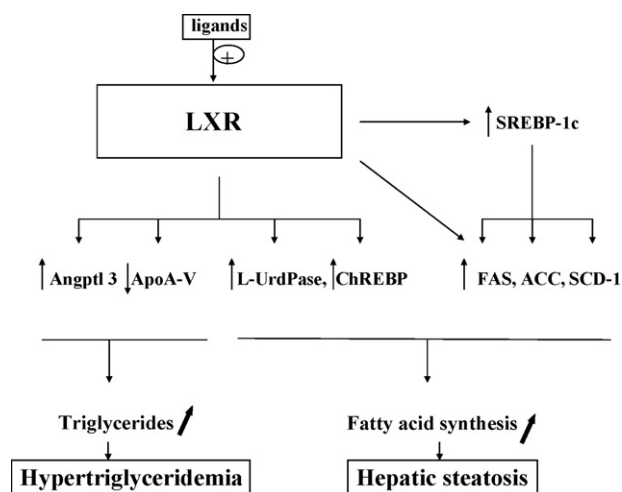 ligands
+
LXR
↑ SREBP-1c
↑ Angptl 3 ↓ ApoA-V ↑ L-UrdPase, ↑ ChREBP ↑ FAS, ACC, SCD-1
Triglycerides Fatty acid synthesis
Hypertriglyceridemia Hepatic steatosis